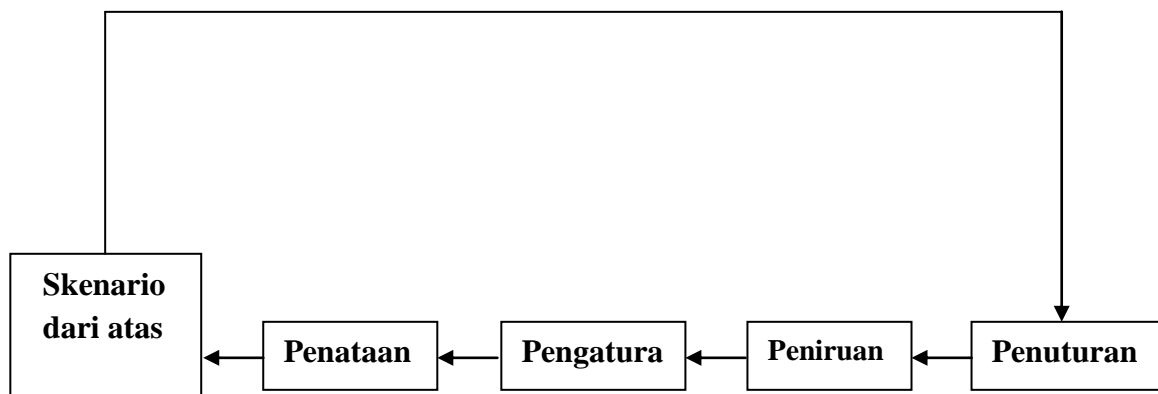 Skenario
dari atas
Penataan
Pengatura
Peniruan
Penuturan